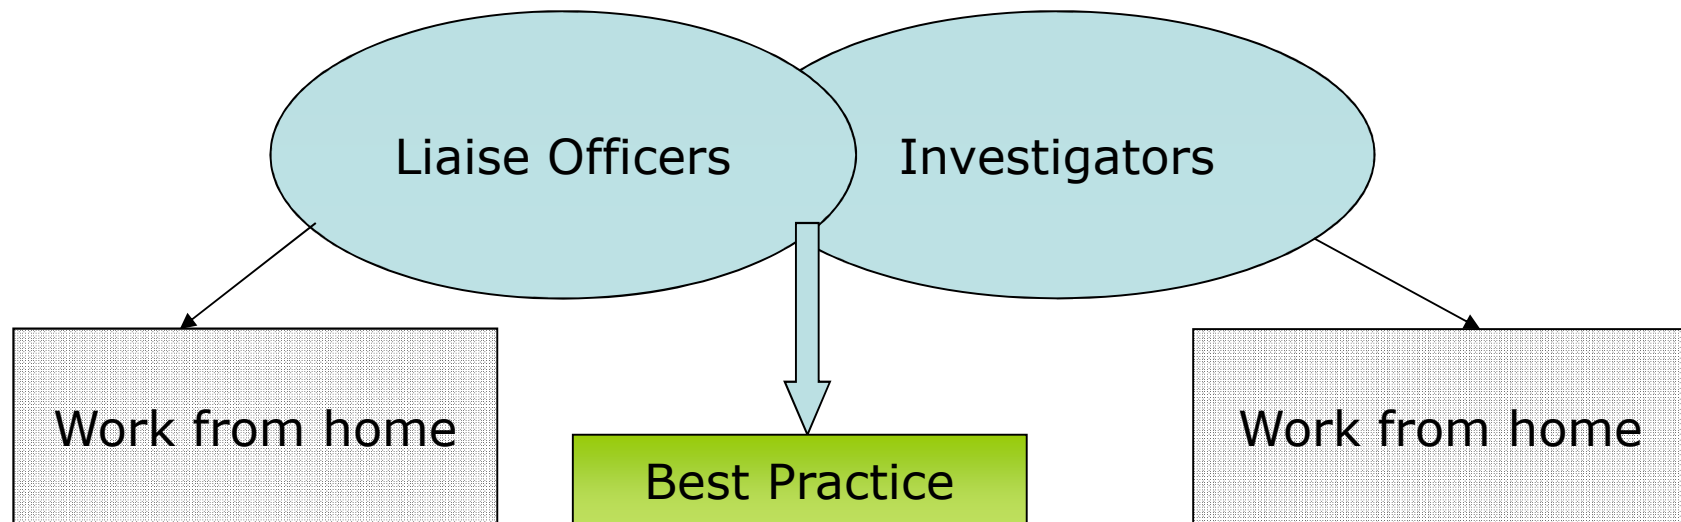 Liaise Officers
Investigators
Work from home
Best Practice
Work from home